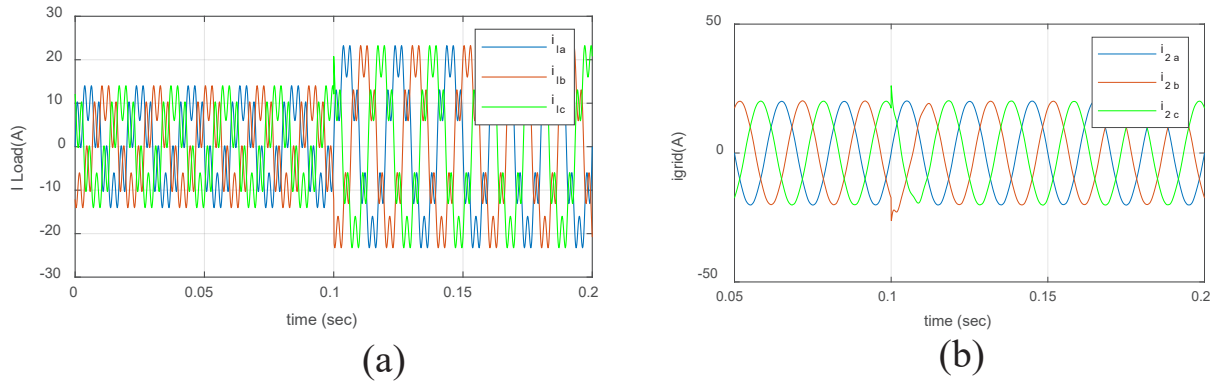 30
20
10
0
-10
-20
-30
I Load(A)
0
0.05
0.1
0.15
0.2
time (sec)
i la
i lb
i lc
(a)
50
0
-50
igrid(A)
0.05
0.1
0.15
0.2
time (sec)
i 2 a
i 2 b
i 2 c
(b)